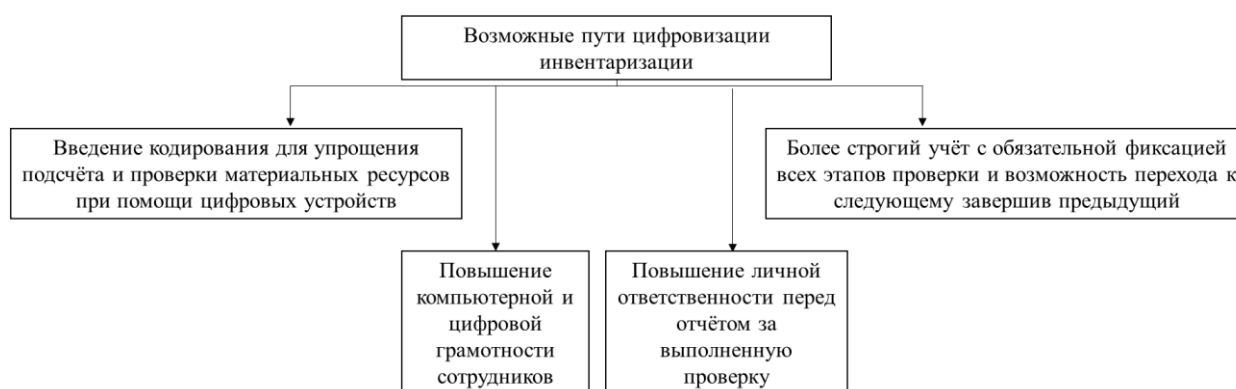 Возможные пути цифровизации
инвентаризации
Введение кодирования для упрощения
подсчёта и проверки материальных ресурсов
при помощи цифровых устройств
Более строгий учёт с обязательной фиксацией
всех этапов проверки и возможность перехода к
следующему завершив предыдущий
Повышение
компьютерной и
цифровой
грамотности
сотрудников
Повышение личной
ответственности перед
отчётом за
выполненную
проверку